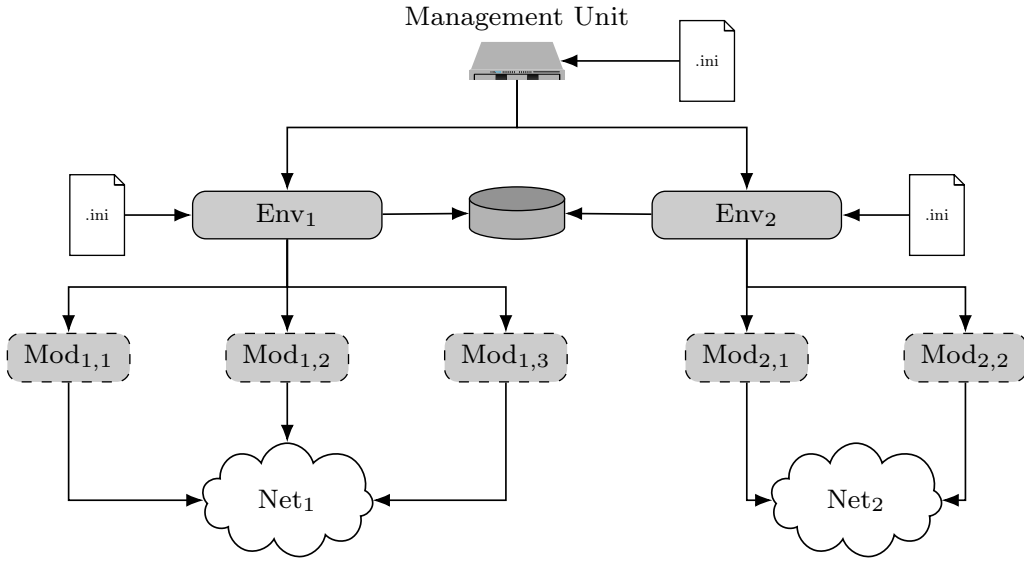 Management Unit
.ini
.ini
Env₁
Env₂
.ini
Mod₁,₁
Mod₁,₂
Mod₁,₃
Mod₂,₁
Mod₂,₂
Net₁
Net₂